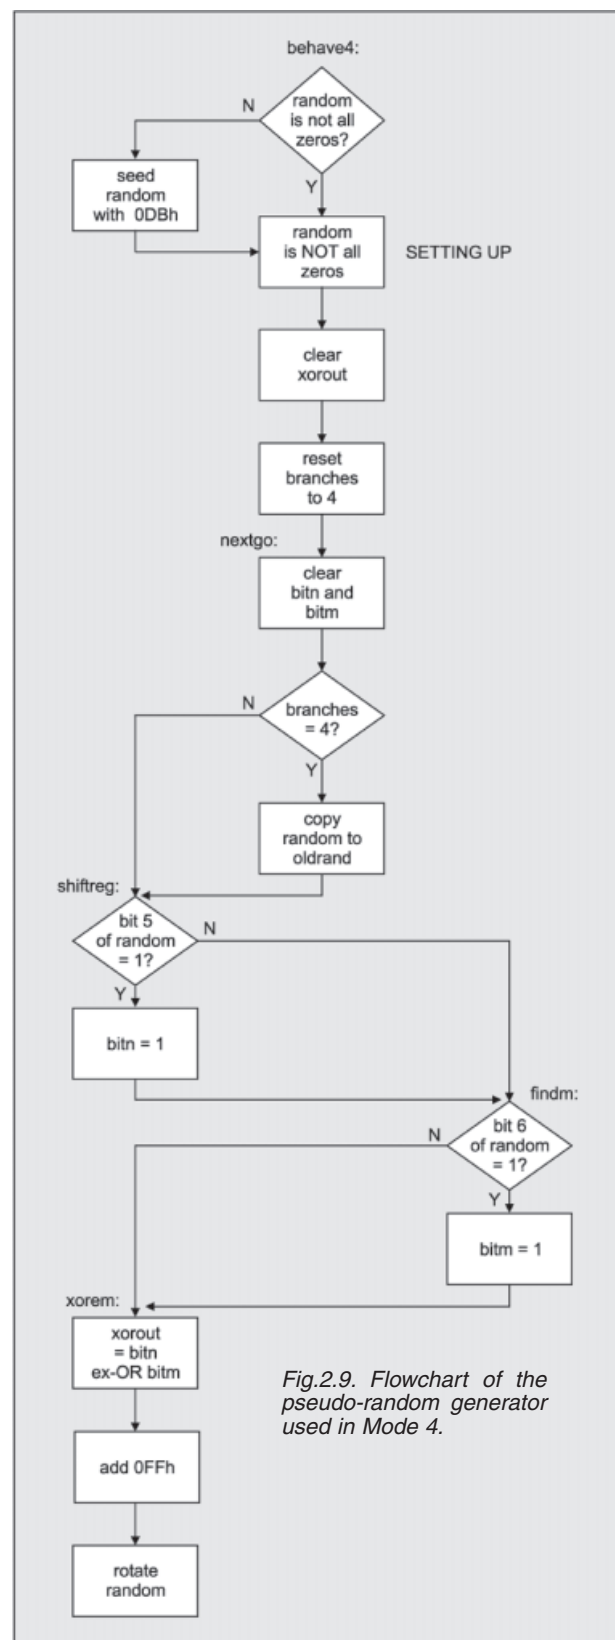 behave4:
random
is not all
zeros?
N
Y
seed
random
with 0DBh
random
is NOT all
zeros
SETTING UP
clear
xorout
reset
branches
to 4
nextgo:
clear
bitn and
bitm
branches
= 4?
N
Y
copy
random to
oldrand
shiftreg:
bit 5
of random
= 1?
N
Y
bitn = 1
findm:
bit 6
of random
= 1?
N
Y
bitm = 1
xorem:
xorout
= bitn
ex-OR bitm
add 0FFh
rotate
random
Fig.2.9. Flowchart of the
pseudo-random generator
used in Mode 4.